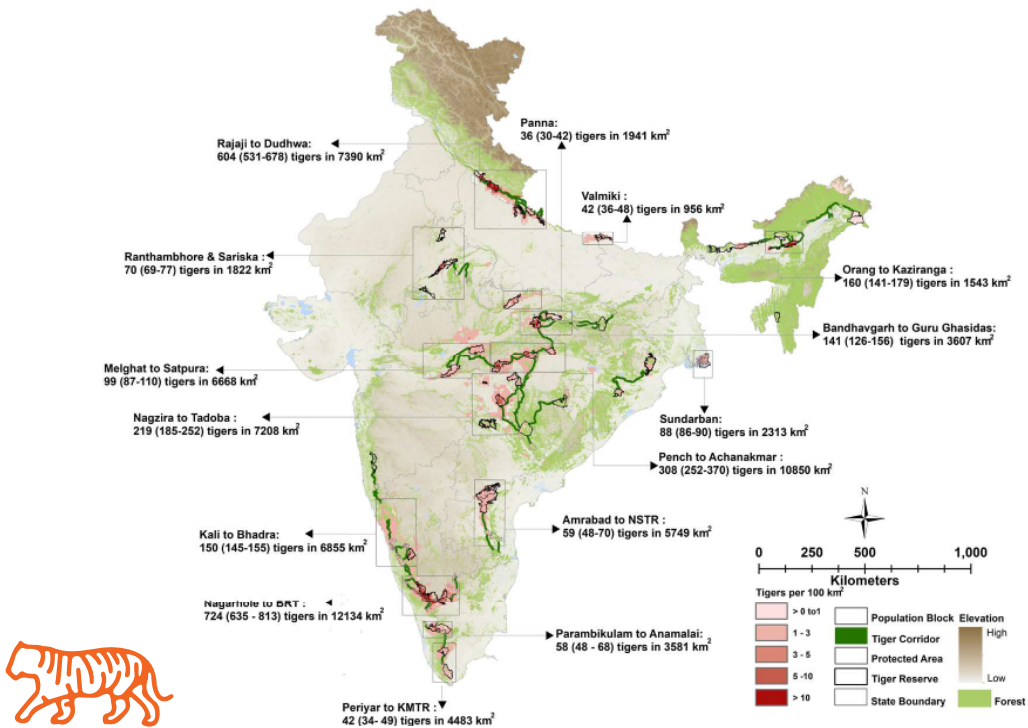 Panna:
36 (30-42) tigers in 1941 km²
Rajaji to Dudhwa:
604 (531-678) tigers in 7390 km²
Valmiki :
42 (36-48) tigers in 956 km²
Ranthambhore & Sariska :
70 (69-77) tigers in 1822 km²
Orang to Kaziranga :
160 (141-179) tigers in 1543 km²
Bandhavgarh to Guru Ghasidas:
141 (126-156) tigers in 3607 km²
Melghat to Satpura:
99 (87-110) tigers in 6668 km²
Nagzira to Tadoba :
219 (185-252) tigers in 7208 km²
Sundarban:
88 (86-90) tigers in 2313 km²
Pench to Achanakmar :
308 (252-370) tigers in 10850 km²
Amrabad to NSTR :
59 (48-70) tigers in 5749 km²
Kali to Bhadra:
150 (145-155) tigers in 6855 km²
Nagarhole to BRT :
724 (635 - 813) tigers in 12134 km²
Parambikulam to Anamalai:
58 (48 - 68) tigers in 3581 km²
Periyar to KMTR :
42 (34- 49) tigers in 4483 km²
N
0 250 500 1,000
Kilometers
Tigers per 100 km²
> 0 to1
1 - 3
3 - 5
5 -10
> 10
Population Block
Tiger Corridor
Protected Area
Tiger Reserve
State Boundary
Elevation
High
Low
Forest